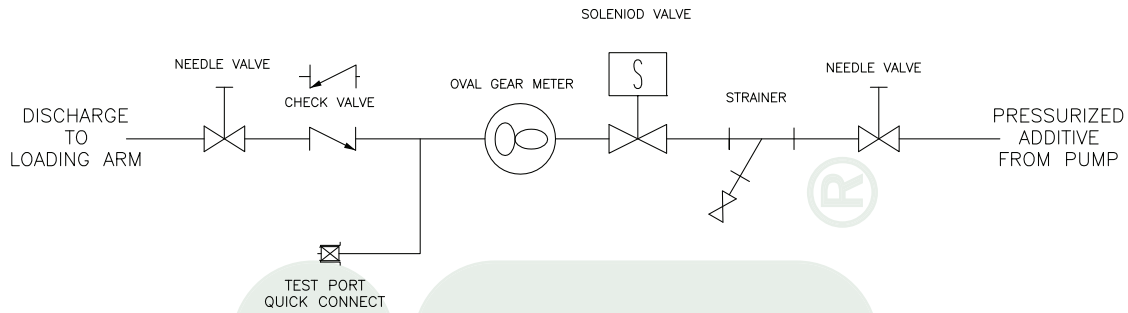 SOLENIOD VALVE
NEEDLE VALVE
CHECK VALVE
OVAL GEAR METER
S
STRAINER
NEEDLE VALVE
DISCHARGE
TO
LOADING ARM
PRESSURIZED
ADDITIVE
FROM PUMP
®
TEST PORT
QUICK CONNECT